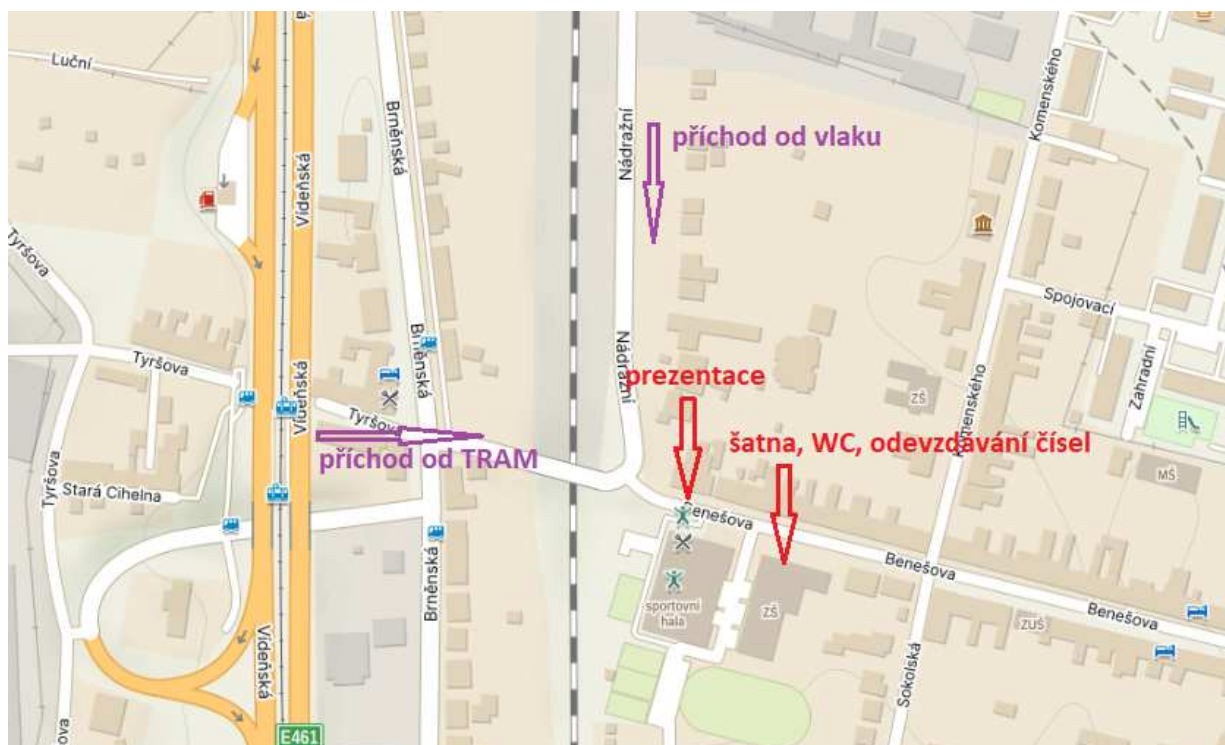 Luční
Brněnská
Vídeňská
Nádražní
příchod od vlaku
Komenského
Tyršova
Spojovací
Brněnská
Nádražní
Tyršova
Vídeňská
prezentace
ZŠ
Komenského
Zahradní
Tyršova
šatna, WC, odevzdávání čísel
příchod od TRAM
MŠ
Tyršova
Stará Cihelna
Benešova
Brněnská
Benešova
sportovní
hala
ZŠ
Benešova
ZUŠ
Vídeňská
Sokolská
E461